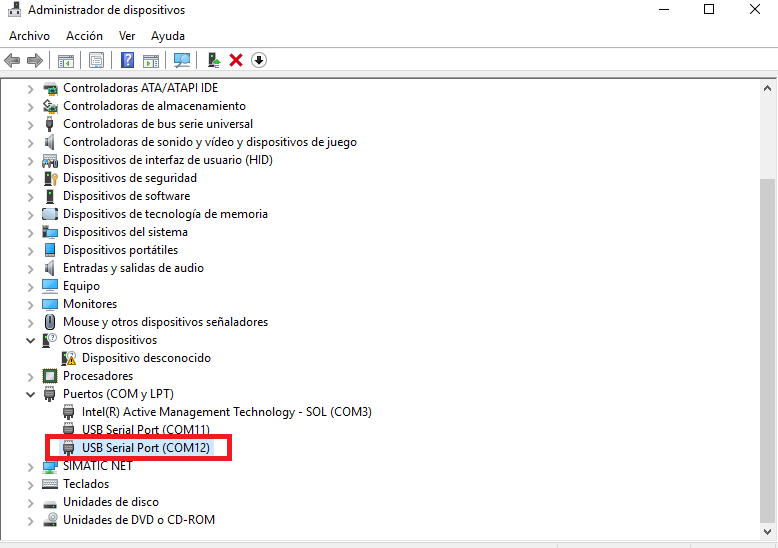 Administrador de dispositivos
Archivo Acción Ver Ayuda
Controladoras ATA/ATAPI IDE
Controladoras de almacenamiento
Controladoras de bus serie universal
Controladoras de sonido y vídeo y dispositivos de juego
Dispositivos de interfaz de usuario (HID)
Dispositivos de seguridad
Dispositivos de software
Dispositivos de tecnología de memoria
Dispositivos del sistema
Dispositivos portátiles
Entradas y salidas de audio
Equipo
Monitores
Mouse y otros dispositivos señaladores
Otros dispositivos
Dispositivo desconocido
Procesadores
Puertos (COM y LPT)
Intel(R) Active Management Technology - SOL (COM3)
USB Serial Port (COM11)
USB Serial Port (COM12)
SIMATIC NET
Teclados
Unidades de disco
Unidades de DVD o CD-ROM